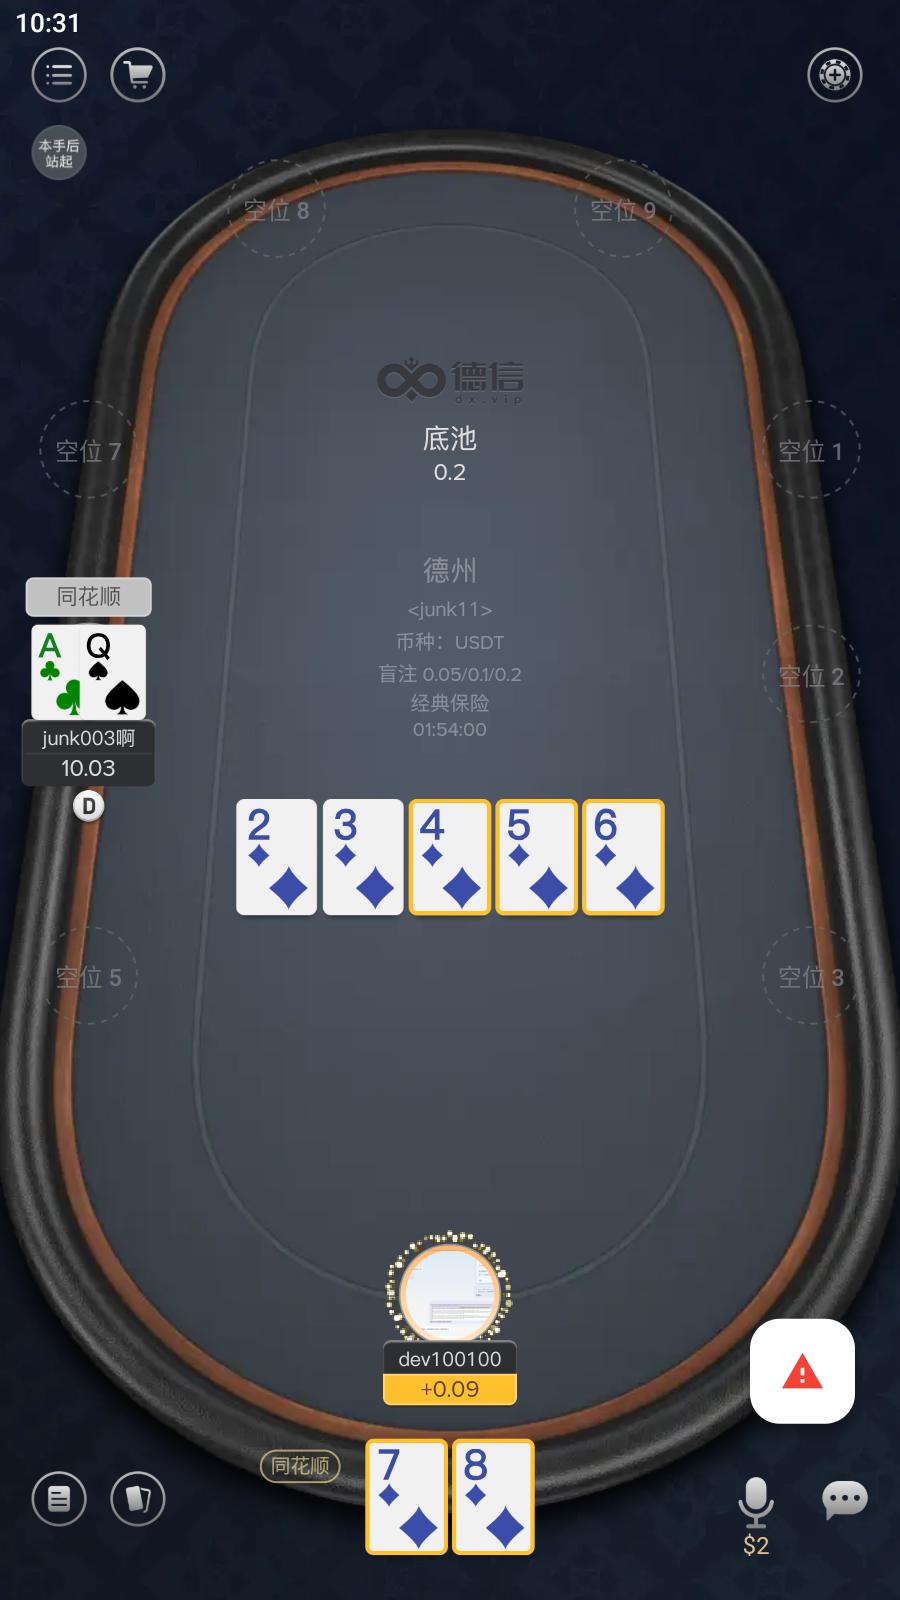 10:31
本手后
站起
空位 8
空位 9
德信
dx.vip
底池
0.2
空位 7
空位 1
德州
<junk11>
币种：USDT
盲注 0.05/0.1/0.2
经典保险
01:54:00
同花顺
A
Q
junk003啊
10.03
D
空位 2
2
3
4
5
6
空位 5
空位 3
dev100100
+0.09
同花顺
7
8
$2